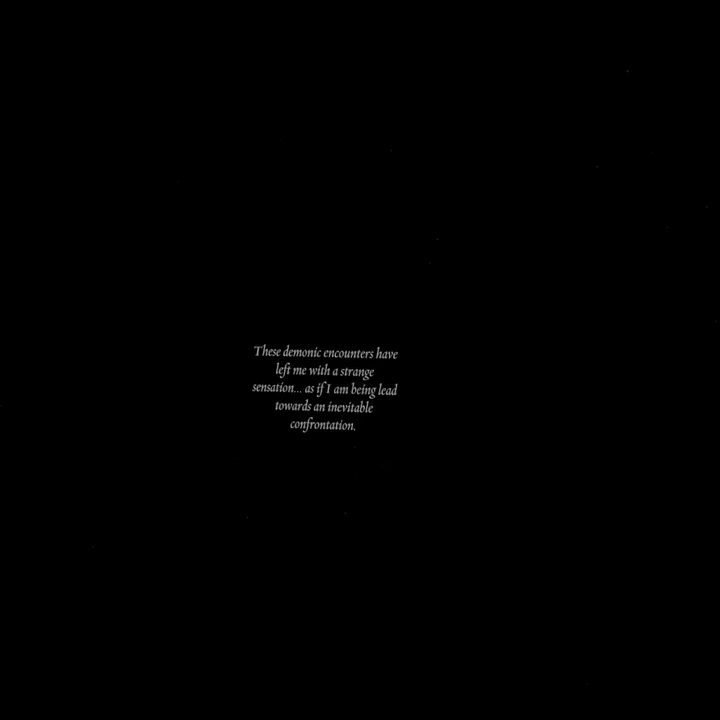 These demonic encounters have
left me with a strange
sensation... as if I am being lead
towards an inevitable
confrontation.